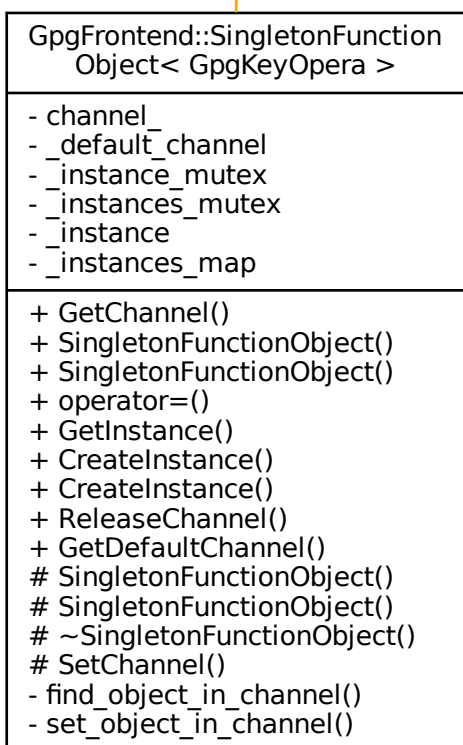 GpgFrontend::SingletonFunction
Object< GpgKeyOpera >
- channel_
- _default_channel
- _instance_mutex
- _instances_mutex
- _instance
- _instances_map
+ GetChannel()
+ SingletonFunctionObject()
+ SingletonFunctionObject()
+ operator=()
+ GetInstance()
+ CreateInstance()
+ CreateInstance()
+ ReleaseChannel()
+ GetDefaultChannel()
# SingletonFunctionObject()
# SingletonFunctionObject()
# ~SingletonFunctionObject()
# SetChannel()
- find_object_in_channel()
- set_object_in_channel()